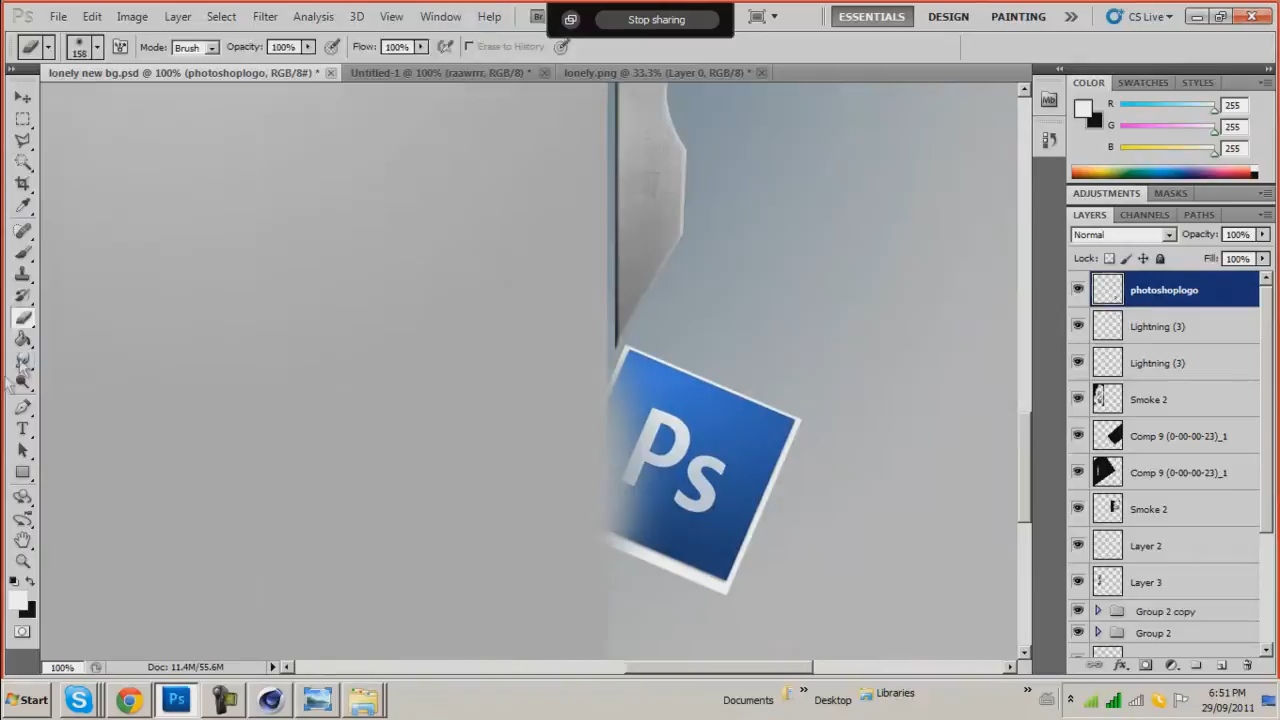 Ps File Edit Image Layer Select Filter Analysis 3D View Window Help Br Stop sharing ESSENTIALS DESIGN PAINTING CS Live
158 Mode: Brush Opacity: 100% Flow: 100% Erase to History
lonely new bg.psd @ 100% (photoshoplogo, RGB/8#) * Untitled-1 @ 100% (raawrrr, RGB/8) * lonely.png @ 33.3% (Layer 0, RGB/8) *
COLOR SWATCHES STYLES
R 255
G 255
B 255
ADJUSTMENTS MASKS
LAYERS CHANNELS PATHS
Normal Opacity: 100%
Lock: Fill: 100%
photoshoplogo
Lightning (3)
Lightning (3)
Smoke 2
Comp 9 (0-00-00-23)_1
Comp 9 (0-00-00-23)_1
Smoke 2
Layer 2
Layer 3
Group 2 copy
Group 2
Ps
100% Doc: 11.4M/55.6M
Start Ps Documents Desktop Libraries 6:51 PM
29/09/2011